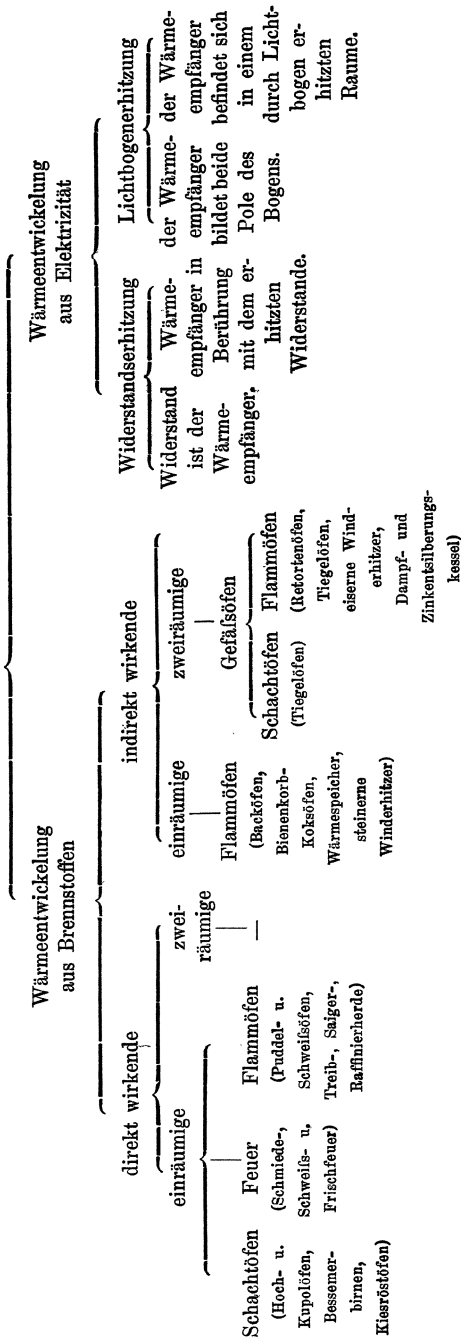 Wärmeentwickelung
aus Brennstoffen
direkt wirkende
einräumige
Schachtöfen
(Hoch- u.
Kupolöfen,
Bessemer-
birnen,
Kiesröstöfen)
Feuer
(Schmiede-,
Schweiſs- u.
Frischfeuer)
Flammöfen
(Puddel- u.
Schweiſsöfen,
Treib-, Saiger-,
Raffinierherde)
zwei-
räumige
—
indirekt wirkende
einräumige
Flammöfen
(Backöfen,
Bienenkorb-
Koksöfen,
Wärmespeicher,
steinerne
Winderhitzer)
zweiräumige
Gefäſsöfen
Schachtöfen
(Tiegelöfen)
Flammöfen
(Retortenöfen,
Tiegelöfen,
eiserne Wind-
erhitzer,
Dampf- und
Zinkentsilberungs-
kessel)
Wärmeentwickelung
aus Elektrizität
Widerstandserhitzung
Widerstand
ist der
Wärme-
empfänger.
Wärme-
empfänger in
Berührung
mit dem er-
hitzten
Widerstande.
Lichtbogenerhitzung
der Wärme-
empfänger
bildet beide
Pole des
Bogens.
der Wärme-
empfänger
befindet sich
in einem
durch Licht-
bogen er-
hitzten
Raume.